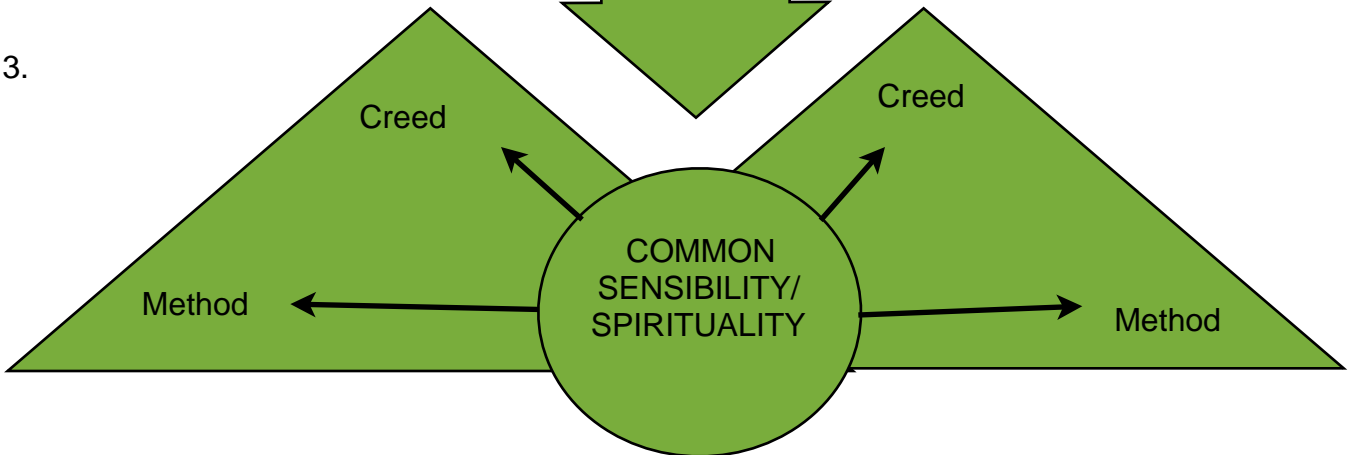 3.
Creed
Creed
COMMON
SENSIBILITY/
SPIRITUALITY
Method
Method